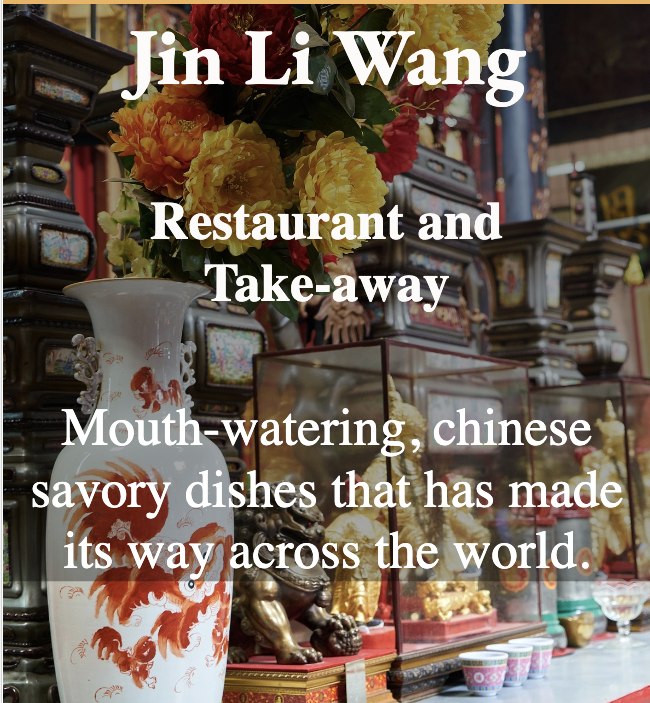 Jin Li Wang
Restaurant and
Take-away
Mouth-watering, chinese
savory dishes that has made
its way across the world.